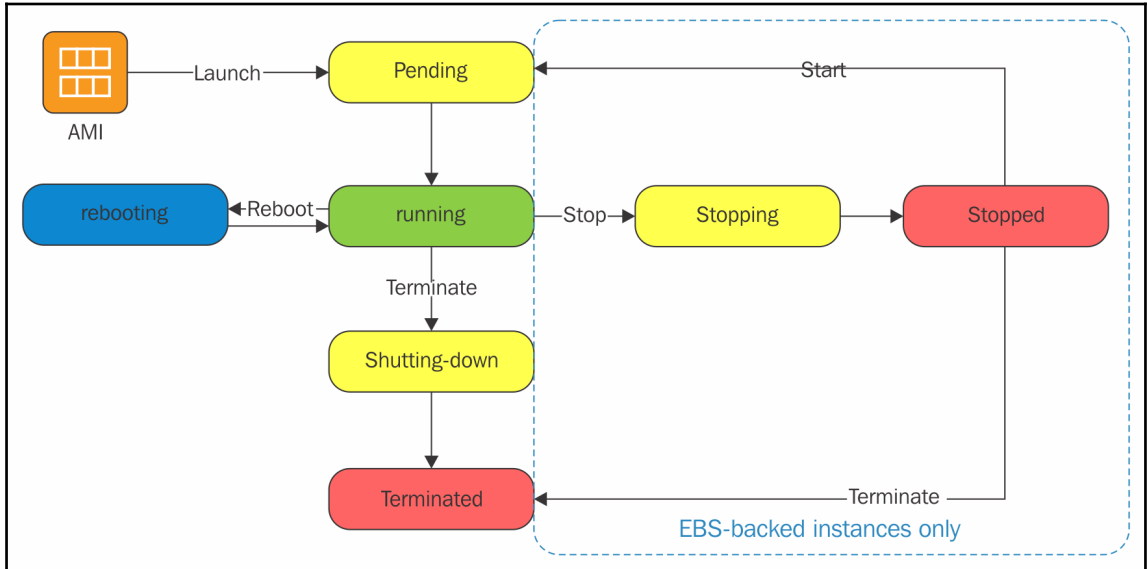 Launch
Pending
Start
AMI
rebooting
Reboot
running
Stop
Stopping
Stopped
Terminate
Shutting-down
Terminated
Terminate
EBS-backed instances only